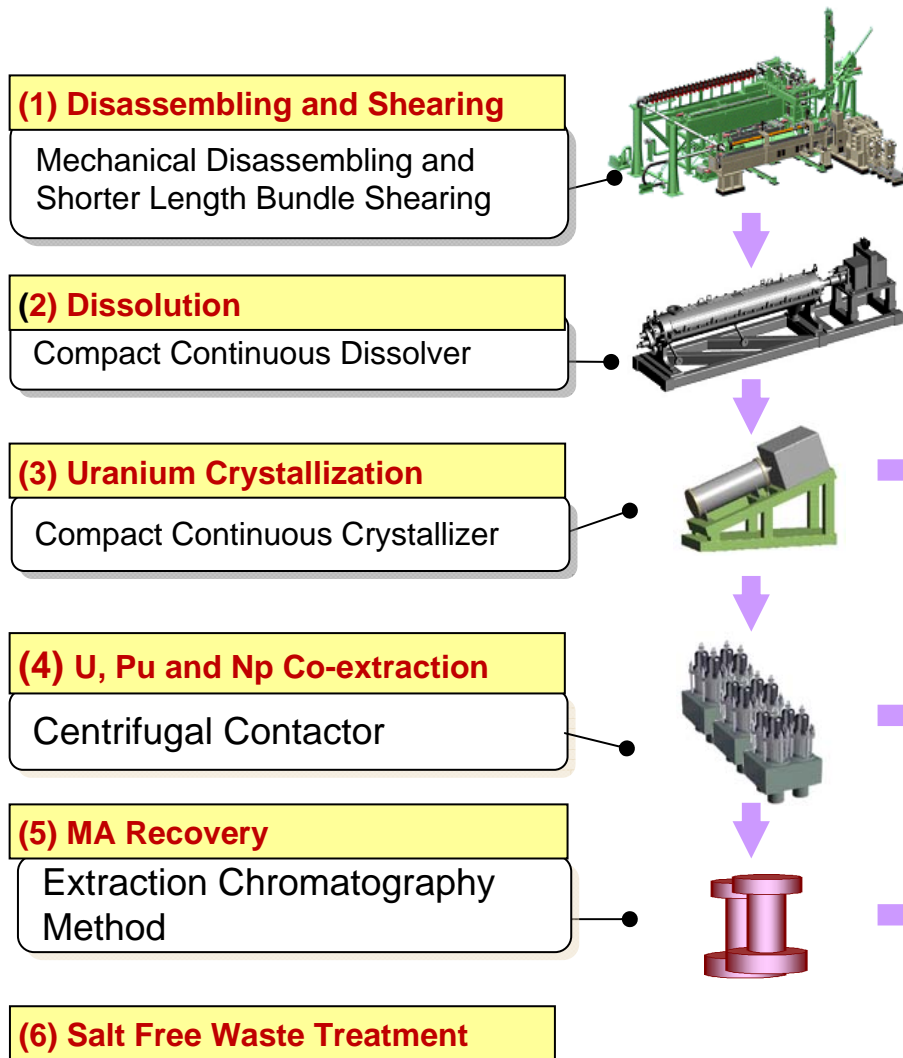 (1) Disassembling and Shearing
Mechanical Disassembling and
Shorter Length Bundle Shearing
(2) Dissolution
Compact Continuous Dissolver
(3) Uranium Crystallization
Compact Continuous Crystallizer
(4) U, Pu and Np Co-extraction
Centrifugal Contactor
(5) MA Recovery
Extraction Chromatography
Method
(6) Salt Free Waste Treatment